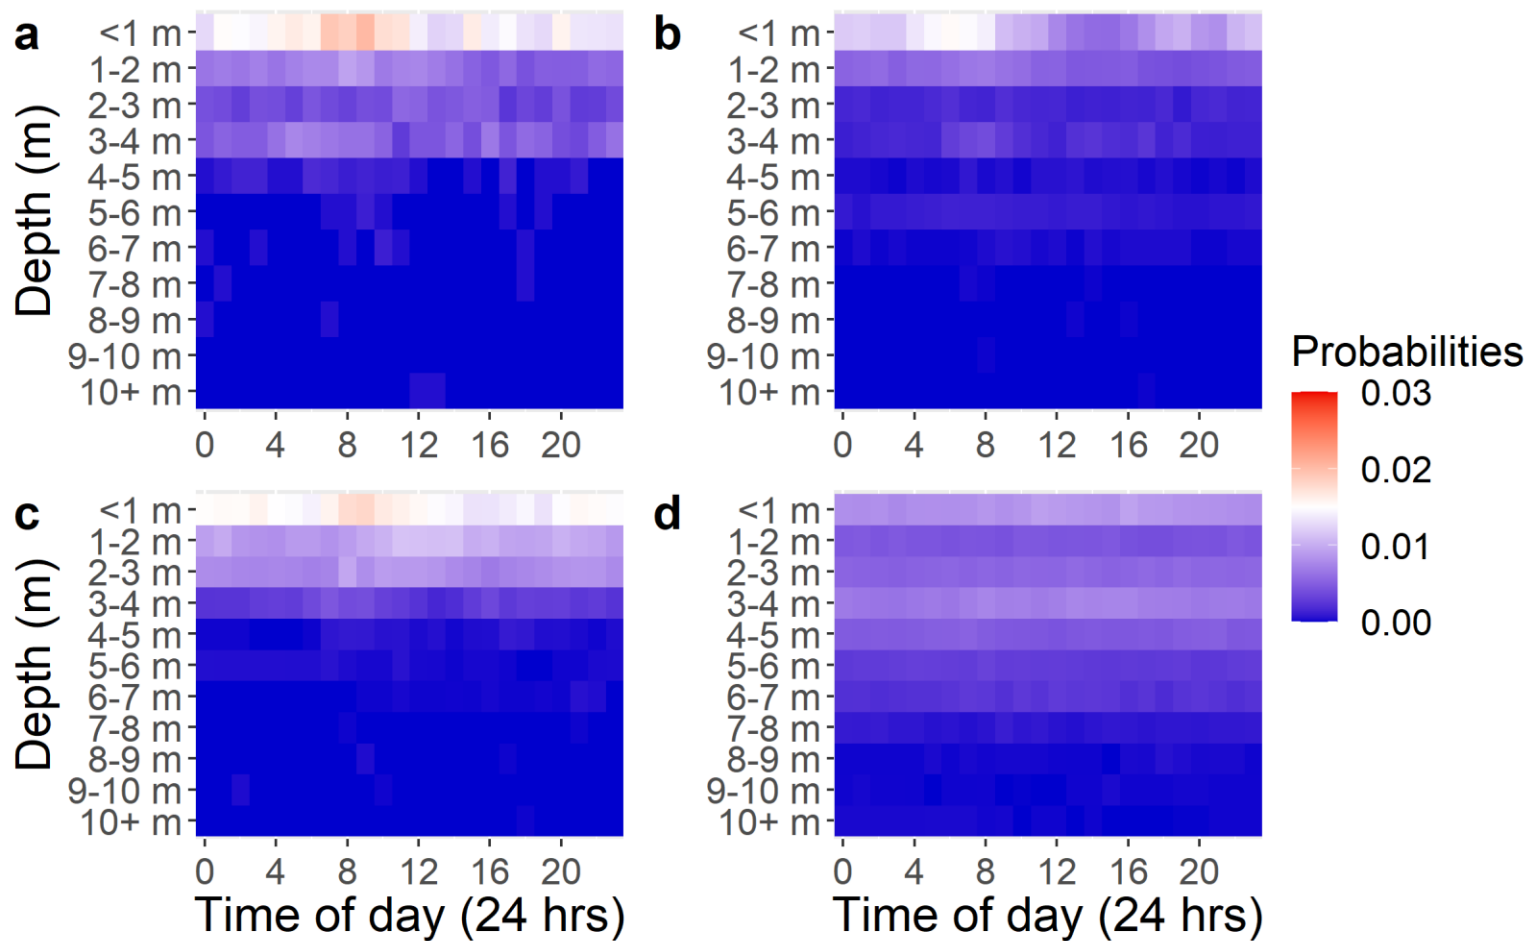 a
Depth (m)
<1 m
1-2 m
2-3 m
3-4 m
4-5 m
5-6 m
6-7 m
7-8 m
8-9 m
9-10 m
10+ m
0 4 8 12 16 20
b
<1 m
1-2 m
2-3 m
3-4 m
4-5 m
5-6 m
6-7 m
7-8 m
8-9 m
9-10 m
10+ m
0 4 8 12 16 20
c
Depth (m)
<1 m
1-2 m
2-3 m
3-4 m
4-5 m
5-6 m
6-7 m
7-8 m
8-9 m
9-10 m
10+ m
0 4 8 12 16 20
Time of day (24 hrs)
d
<1 m
1-2 m
2-3 m
3-4 m
4-5 m
5-6 m
6-7 m
7-8 m
8-9 m
9-10 m
10+ m
0 4 8 12 16 20
Time of day (24 hrs)
Probabilities
0.03
0.02
0.01
0.00